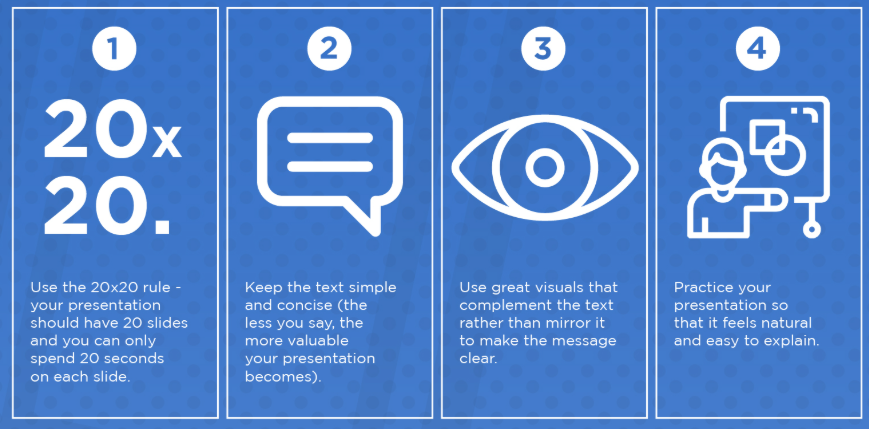 1
20x
20.
Use the 20x20 rule -
your presentation
should have 20 slides
and you can only
spend 20 seconds
on each slide.
2
Keep the text simple
and concise (the
less you say, the
more valuable
your presentation
becomes).
3
Use great visuals that
complement the text
rather than mirror it
to make the message
clear.
4
Practice your
presentation so
that it feels natural
and easy to explain.